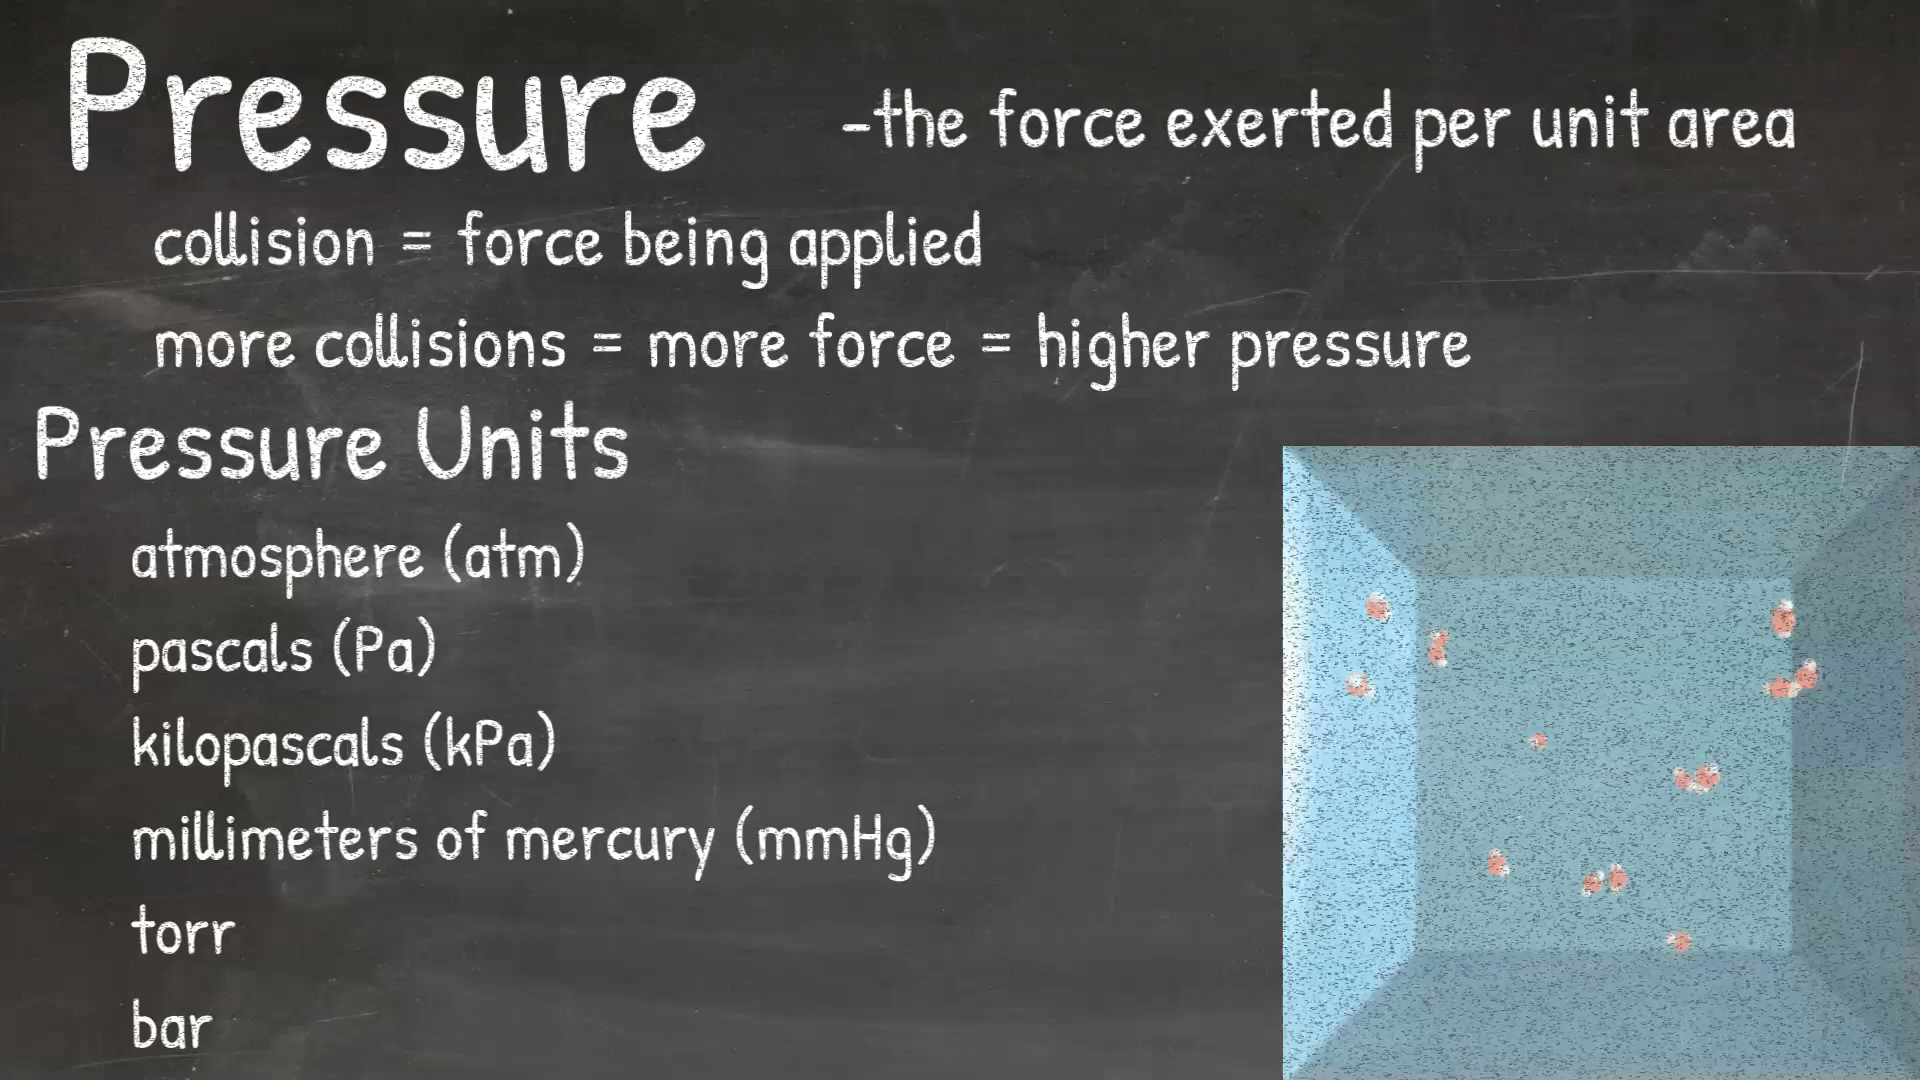 Pressure -the force exerted per unit area
collision = force being applied
more collisions = more force = higher pressure
Pressure Units
atmosphere (atm)
pascals (Pa)
kilopascals (kPa)
millimeters of mercury (mmHg)
torr
bar